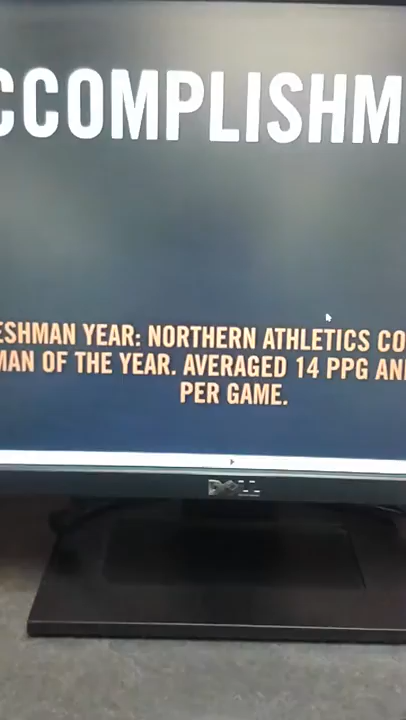 CCOMPLISHM
ESHMAN YEAR: NORTHERN ATHLETICS CO
MAN OF THE YEAR. AVERAGED 14 PPG AN
PER GAME.
DELL